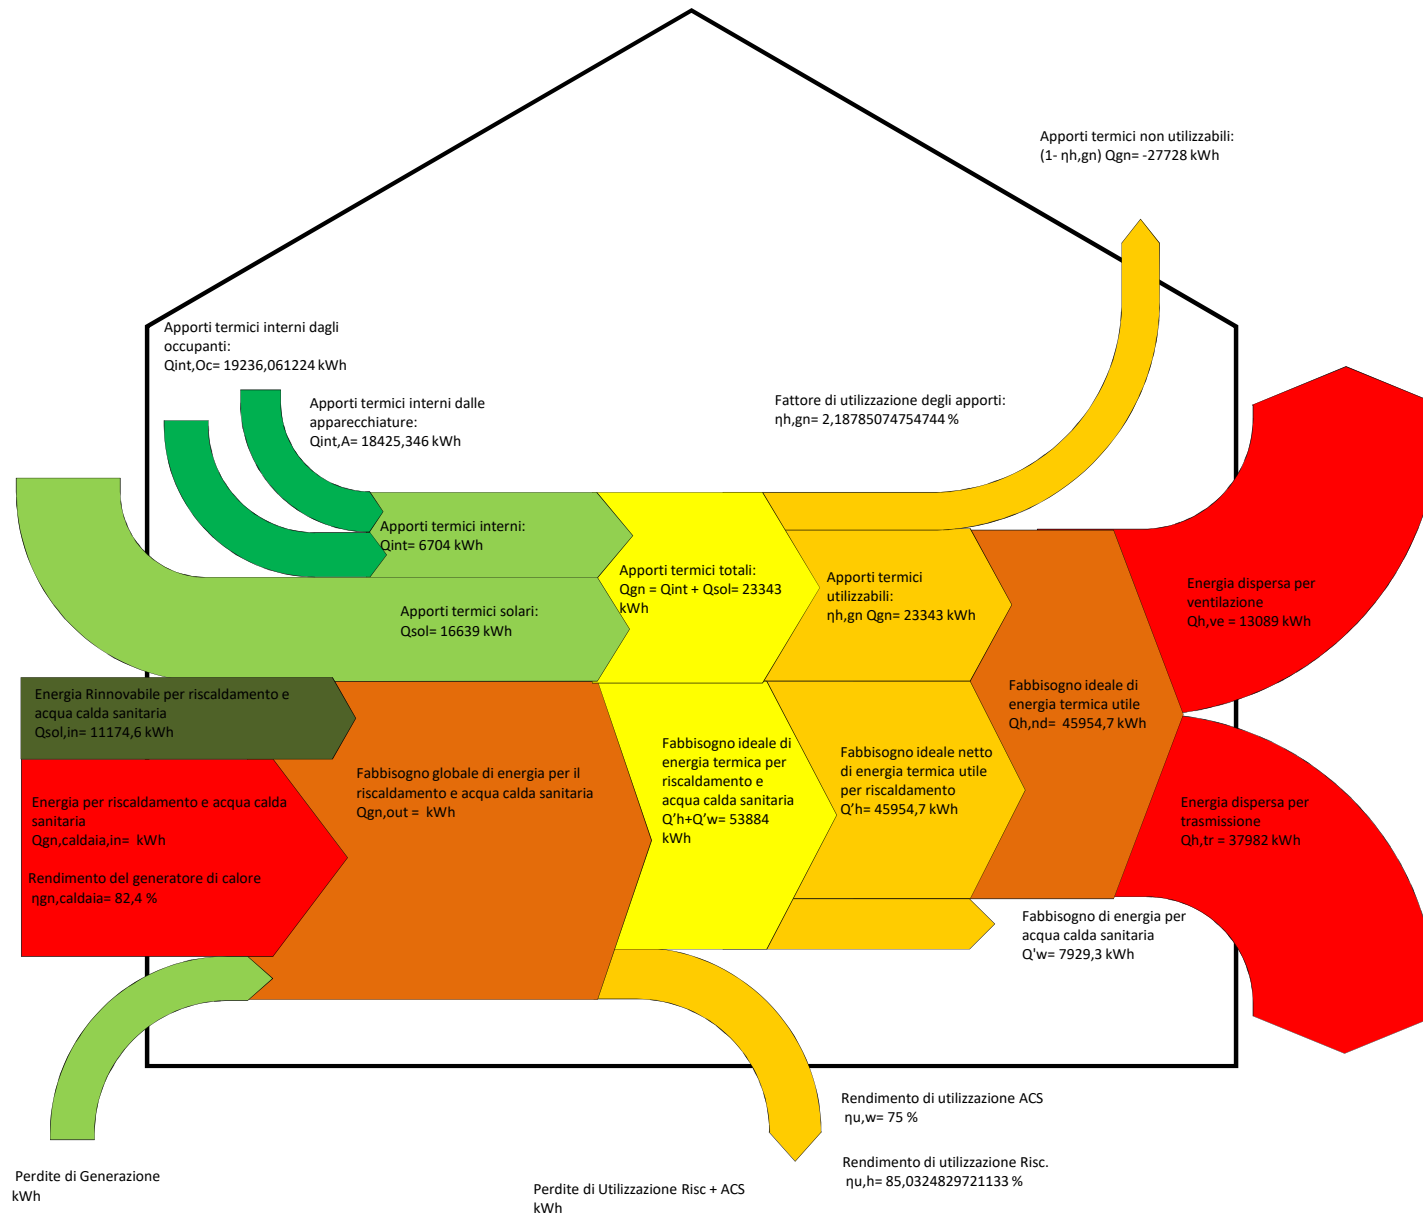 Apporti termici non utilizzabili:
(1- ηh,gn) Qgn= -27728 kWh
Apporti termici interni dagli
occupanti:
Qint,Oc= 19236,061224 kWh
Apporti termici interni dalle
apparecchiature:
Qint,A= 18425,346 kWh
Fattore di utilizzazione degli apporti:
ηh,gn= 2,18785074754744 %
Apporti termici interni:
Qint= 6704 kWh
Apporti termici solari:
Qsol= 16639 kWh
Apporti termici totali:
Qgn = Qint + Qsol= 23343
kWh
Apporti termici
utilizzabili:
ηh,gn Qgn= 23343 kWh
Energia dispersa per
ventilazione
Qh,ve = 13089 kWh
Energia Rinnovabile per riscaldamento e
acqua calda sanitaria
Qsol,in= 11174,6 kWh
Fabbisogno ideale di
energia termica utile
Qh,nd=  45954,7 kWh
Energia per riscaldamento e acqua calda
sanitaria
Qgn,caldaia,in=  kWh
Rendimento del generatore di calore
ηgn,caldaia= 82,4 %
Fabbisogno globale di energia per il
riscaldamento e acqua calda sanitaria
Qgn,out =  kWh
Fabbisogno ideale di
energia termica per
riscaldamento e
acqua calda sanitaria
Q’h+Q’w= 53884
kWh
Fabbisogno ideale netto
di energia termica utile
per riscaldamento
Q’h= 45954,7 kWh
Energia dispersa per
trasmissione
Qh,tr = 37982 kWh
Fabbisogno di energia per
acqua calda sanitaria
Q'w= 7929,3 kWh
Rendimento di utilizzazione ACS
ηu,w= 75 %
Rendimento di utilizzazione Risc.
ηu,h= 85,0324829721133 %
Perdite di Generazione
kWh
Perdite di Utilizzazione Risc + ACS
kWh